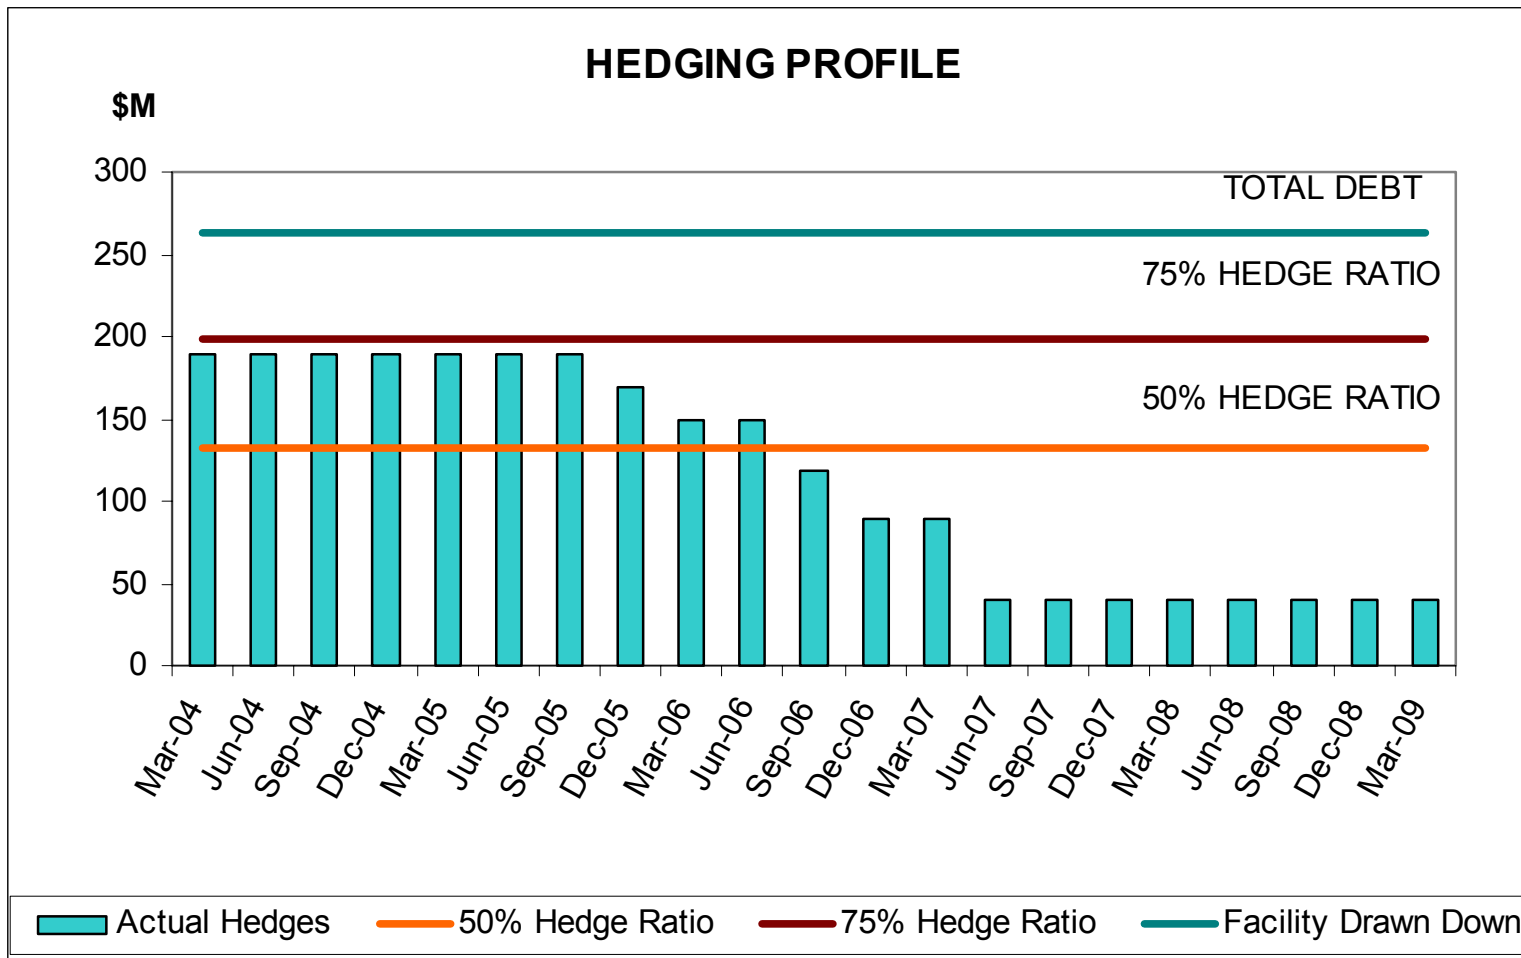 HEDGING PROFILE
$M
300
250
200
150
100
50
0
TOTAL DEBT
75% HEDGE RATIO
50% HEDGE RATIO
Mar-04
Jun-04
Sep-04
Dec-04
Mar-05
Jun-05
Sep-05
Dec-05
Mar-06
Jun-06
Sep-06
Dec-06
Mar-07
Jun-07
Sep-07
Dec-07
Mar-08
Jun-08
Sep-08
Dec-08
Mar-09
Actual Hedges 50% Hedge Ratio 75% Hedge Ratio Facility Drawn Down